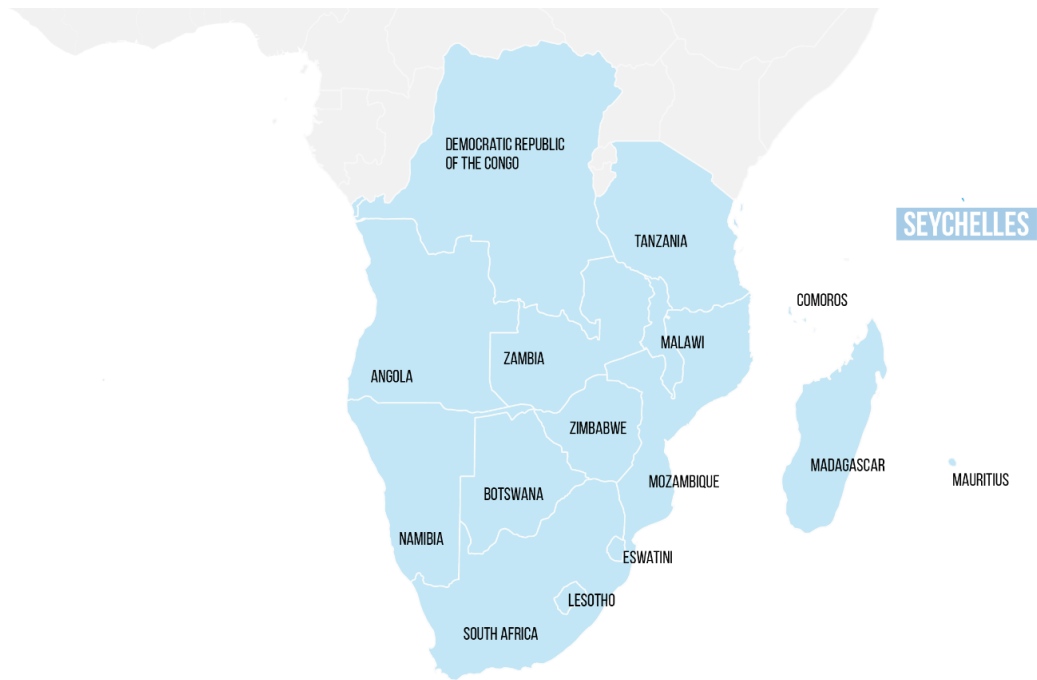 DEMOCRATIC REPUBLIC
OF THE CONGO
SEYCHELLES
TANZANIA
COMOROS
MALAWI
ZAMBIA
ANGOLA
ZIMBABWE
MADAGASCAR
MAURITIUS
MOZAMBIQUE
BOTSWANA
NAMIBIA
ESWATINI
LESOTHO
SOUTH AFRICA